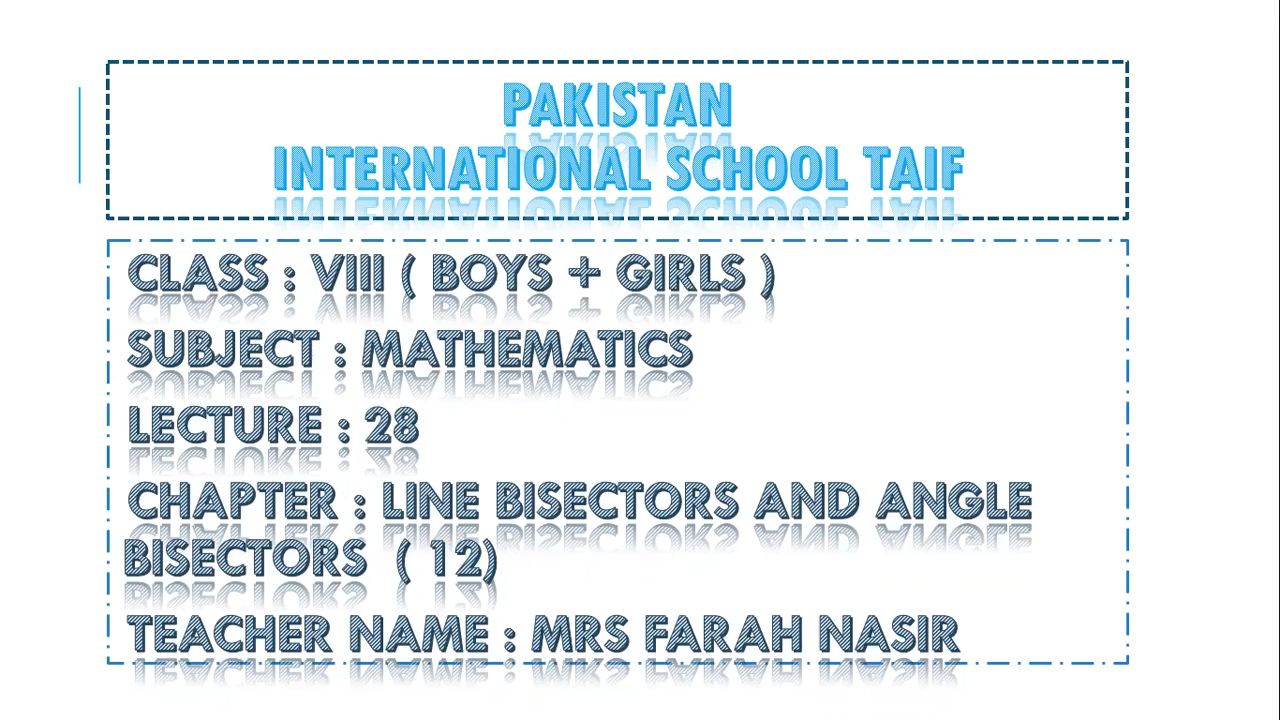 PAKISTAN
INTERNATIONAL SCHOOL TAIF
CLASS : VIII ( BOYS + GIRLS )
SUBJECT : MATHEMATICS
LECTURE : 28
CHAPTER : LINE BISECTORS AND ANGLE
BISECTORS ( 12)
TEACHER NAME : MRS FARAH NASIR